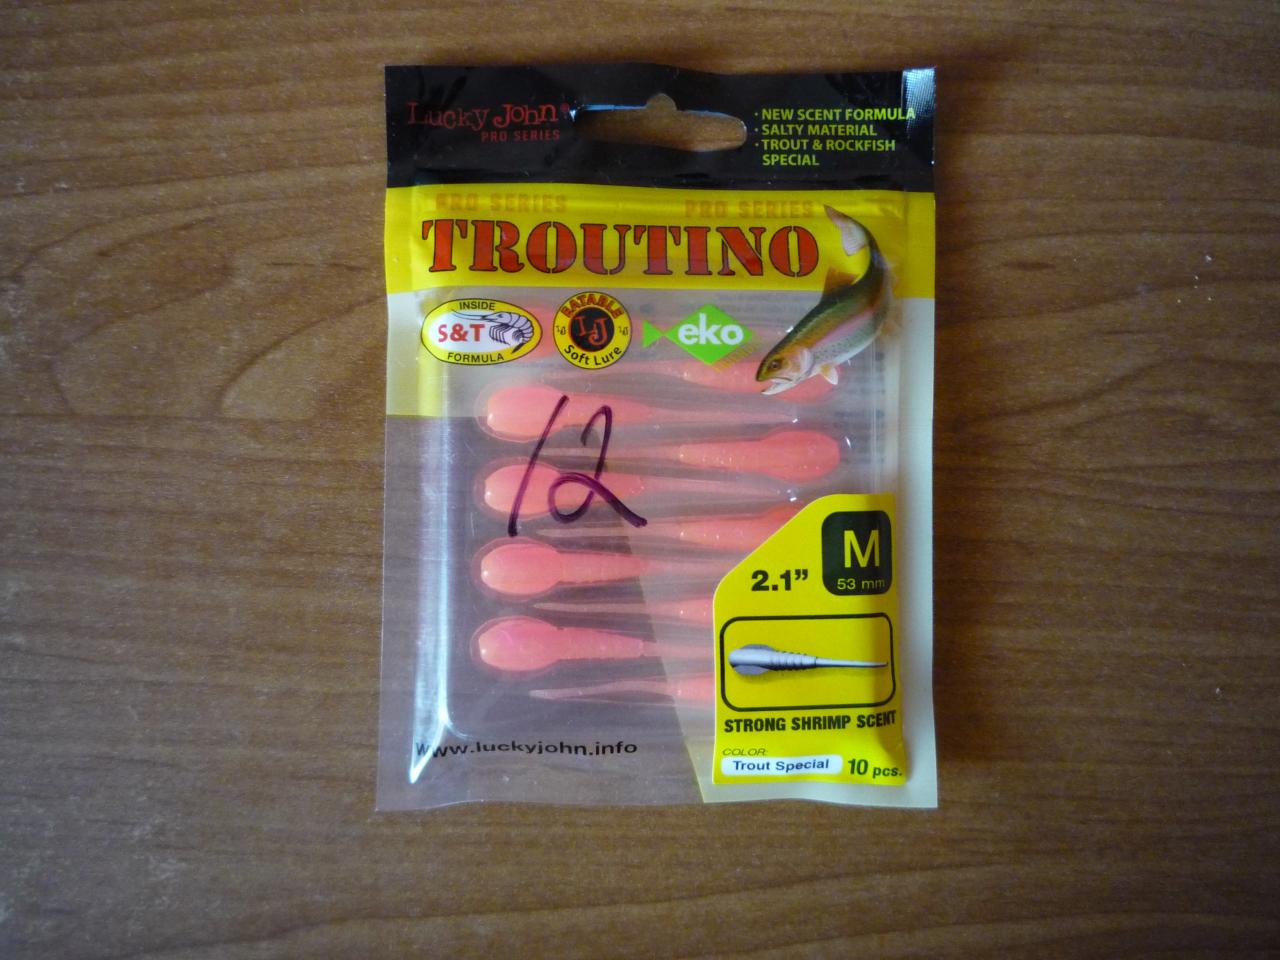 Lucky John®
PRO SERIES
· NEW SCENT FORMULA
· SALTY MATERIAL
· TROUT & ROCKFISH
SPECIAL
PRO SERIES PRO SERIES
TROUTINO
INSIDE
S&T
FORMULA
EATABLE
LJ
Soft Lure
eko
12
M
53 mm
2.1”
STRONG SHRIMP SCENT
COLOR:
Trout Special
10 pcs.
www.luckyjohn.info